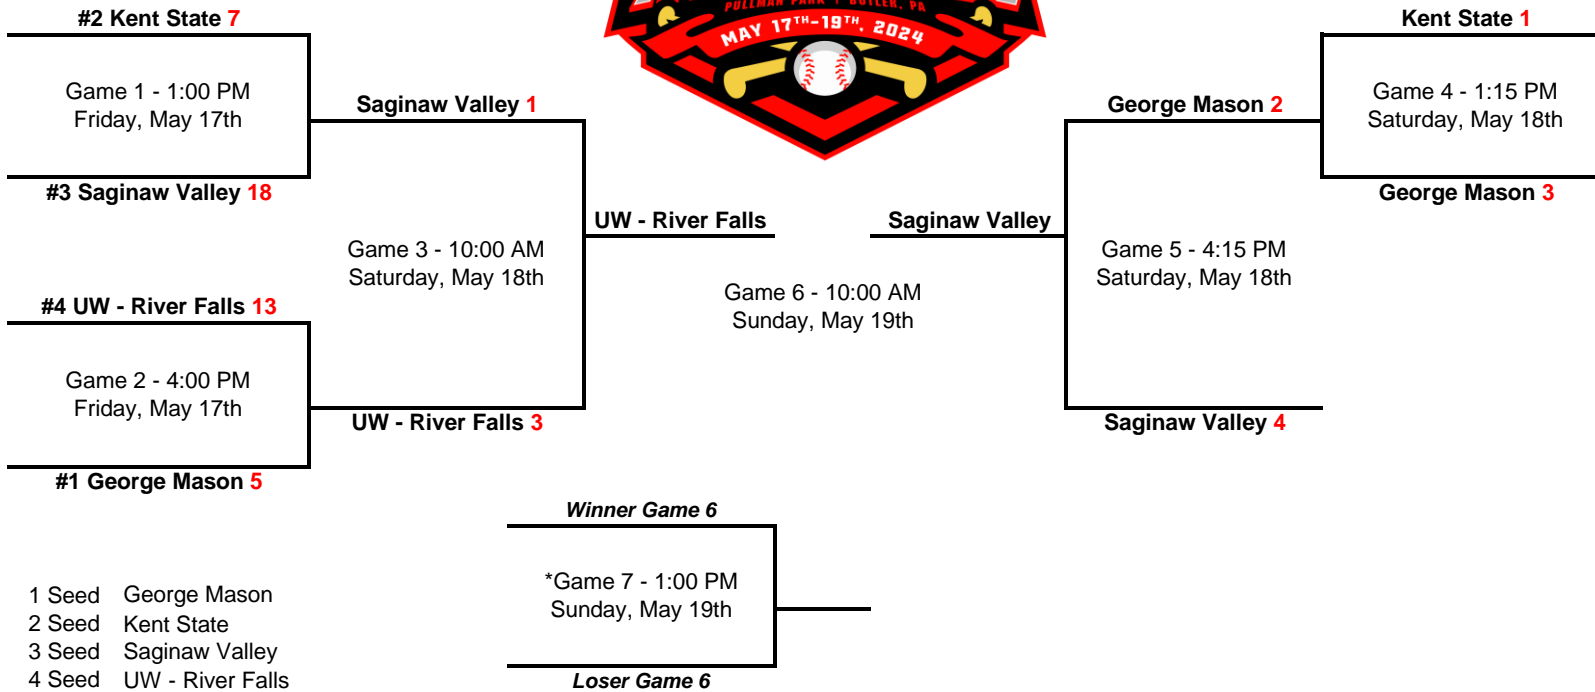 #2 Kent State 7
PULLMAN PARK * BUTLER, PA
MAY 17TH-19TH, 2024
Kent State 1
Game 1 - 1:00 PM
Friday, May 17th
Saginaw Valley 1
George Mason 2
Game 4 - 1:15 PM
Saturday, May 18th
#3 Saginaw Valley 18
George Mason 3
UW - River Falls
Saginaw Valley
Game 3 - 10:00 AM
Saturday, May 18th
Game 5 - 4:15 PM
Saturday, May 18th
Game 6 - 10:00 AM
Sunday, May 19th
#4 UW - River Falls 13
Game 2 - 4:00 PM
Friday, May 17th
UW - River Falls 3
Saginaw Valley 4
#1 George Mason 5
Winner Game 6
*Game 7 - 1:00 PM
Sunday, May 19th
Loser Game 6
1 Seed George Mason
2 Seed Kent State
3 Seed Saginaw Valley
4 Seed UW - River Falls